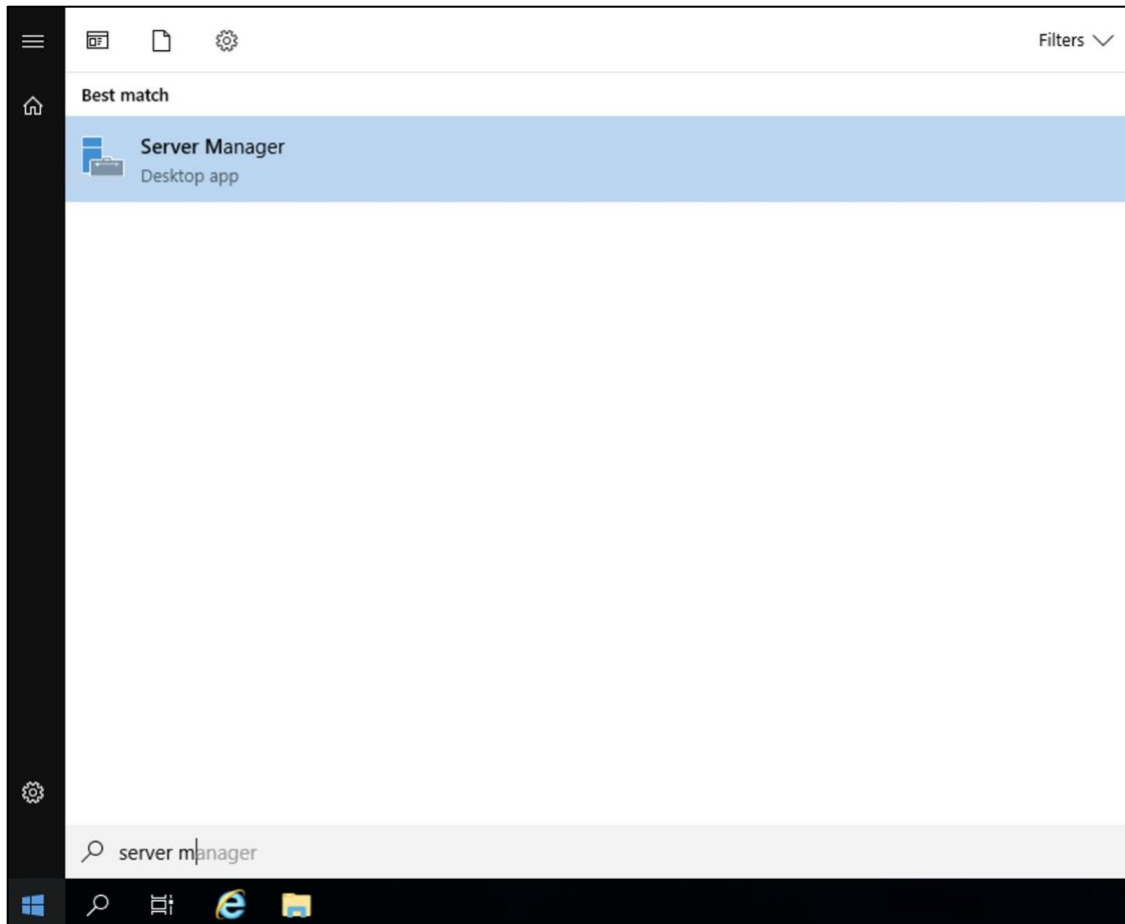 Filters
Best match
Server Manager
Desktop app
server manager